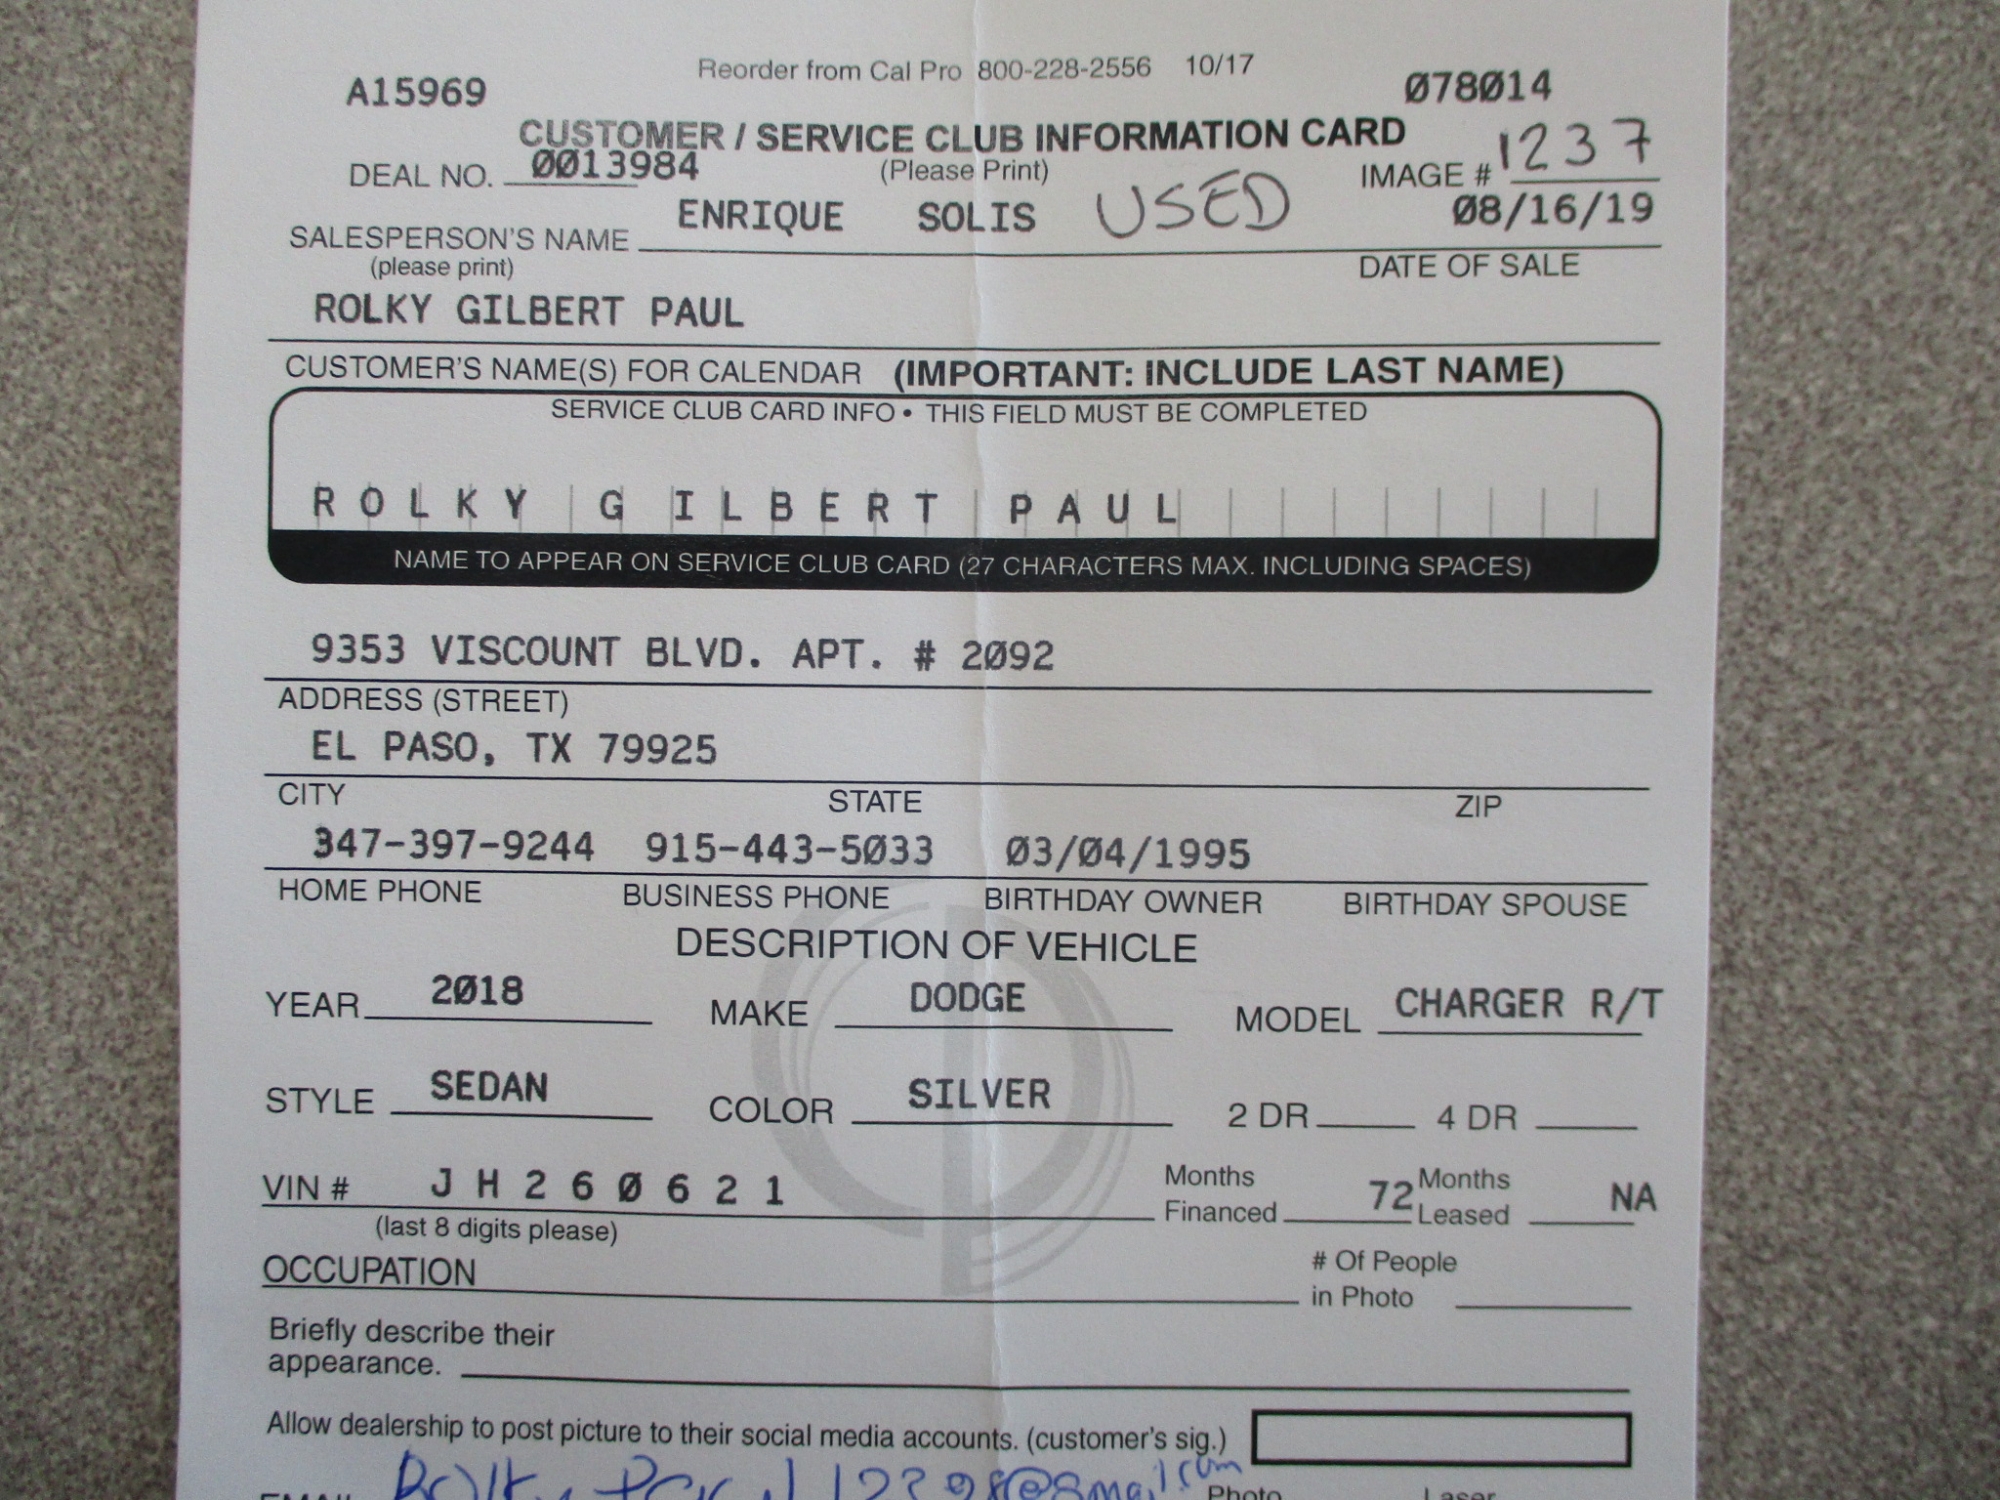 Reorder from Cal Pro 800-228-2556 10/17
A15969 Ø78Ø14
CUSTOMER / SERVICE CLUB INFORMATION CARD
DEAL NO. ØØ13984 (Please Print) IMAGE # 1237
SALESPERSON'S NAME ENRIQUE SOLIS USED Ø8/16/19
(please print) DATE OF SALE
ROLKY GILBERT PAUL
CUSTOMER'S NAME(S) FOR CALENDAR (IMPORTANT: INCLUDE LAST NAME)
SERVICE CLUB CARD INFO • THIS FIELD MUST BE COMPLETED
ROLKY GILBERT PAUL
NAME TO APPEAR ON SERVICE CLUB CARD (27 CHARACTERS MAX. INCLUDING SPACES)
9353 VISCOUNT BLVD. APT. # 2Ø92
ADDRESS (STREET)
EL PASO, TX 79925
CITY STATE ZIP
347-397-9244 915-443-5Ø33 Ø3/Ø4/1995
HOME PHONE BUSINESS PHONE BIRTHDAY OWNER BIRTHDAY SPOUSE
DESCRIPTION OF VEHICLE
YEAR 2Ø18 MAKE DODGE MODEL CHARGER R/T
STYLE SEDAN COLOR SILVER 2 DR 4 DR
VIN # JH26Ø621 Months Financed 72 Months Leased NA
(last 8 digits please)
OCCUPATION # Of People in Photo
Briefly describe their
appearance.
Allow dealership to post picture to their social media accounts. (customer's sig.)
EMAIL Photo Laser